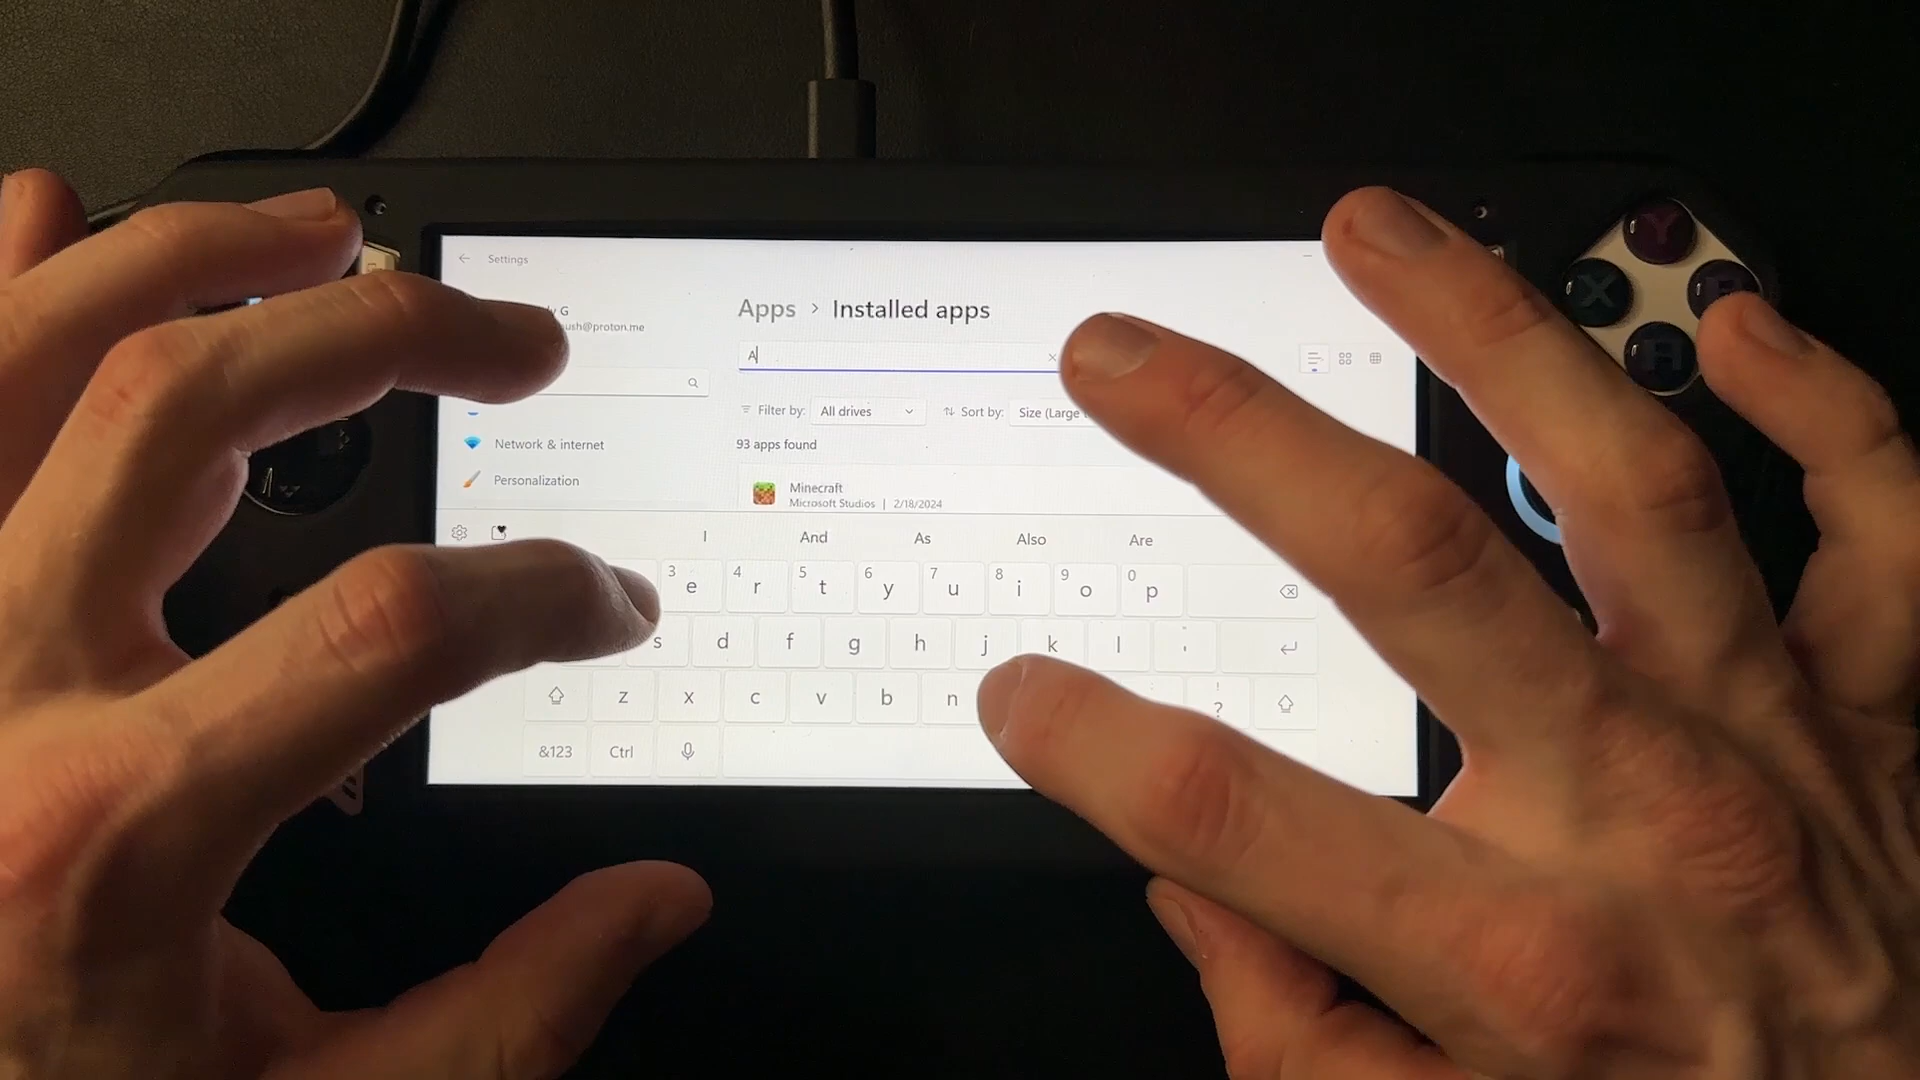 Settings
G
ush@proton.me
Apps > Installed apps
A
Filter by: All drives Sort by: Size (Large
93 apps found
Network & internet
Personalization
Minecraft
Microsoft Studios | 2/18/2024
I And As Also Are
3 e 4 r 5 t 6 y 7 u 8 i 9 o 0 p
s d f g h j k l '
z x c v b n ! ?
&123 Ctrl
Y
X
B
A